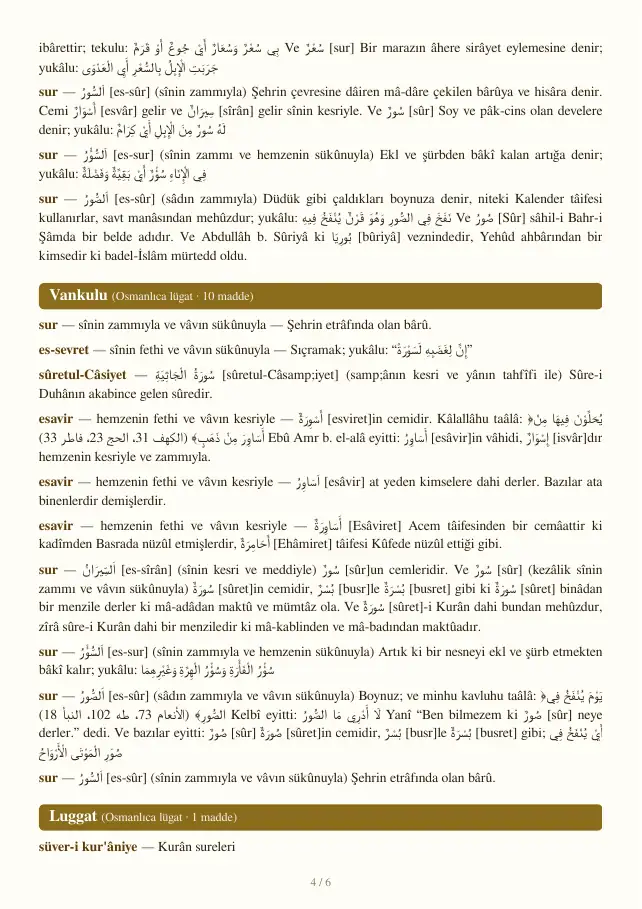 ibârettir; tekulu: بِي سُعْرٌ وَسُعَارٌ أَيْ جُوعٌ أَوْ قَرَمٌ Ve سُعْرٌ [sur] Bir marazın âhere sirâyet eylemesine denir;
yukâlu: جَرِبَتِ الْإِبِلُ بِالسُّعْرِ أَيِ الْعَدْوَى
sur — اَلسُّورُ [es-sûr] (sînin zammıyla) Şehrin çevresine dâiren mâ-dâre çekilen bârûya ve hisâra denir.
Cemi أَسْوَارٌ [esvâr] gelir ve سِيرَانٌ [sîrân] gelir sînin kesriyle. Ve سُورٌ [sûr] Soy ve pâk-cins olan develere
denir; yukâlu: لَهُ سُورٌ مِنَ الْإِبِلِ أَيْ كِرَامٌ
sur — اَلسُّؤْرُ [es-sur] (sînin zammı ve hemzenin sükûnuyla) Ekl ve şürbden bâkî kalan artığa denir;
yukâlu: فِي الْإِنَاءِ سُؤْرٌ أَيْ بَقِيَّةٌ وَفَضْلَةٌ
sur — اَلصُّورُ [es-sûr] (sâdın zammıyla) Düdük gibi çaldıkları boynuza denir, niteki Kalender tâifesi
kullanırlar, savt manâsından mehûzdur; yukâlu: نَفَخَ فِي الصُّورِ وَهُوَ قَرْنٌ يُنْفَخُ فِيهِ Ve صُورُ [Sûr] sâhil-i Bahr-i
Şâmda bir belde adıdır. Ve Abdullâh b. Sûriyâ ki بُورِيَا [bûriyâ] veznindedir, Yehûd ahbârından bir
kimsedir ki badel-İslâm mürtedd oldu.
Vankulu (Osmanlıca lügat · 10 madde)
sur — sînin zammıyla ve vâvın sükûnuyla — Şehrin etrâfında olan bârû.
es-sevret — sînin fethi ve vâvın sükûnuyla — Sıçramak; yukâlu: “إِنَّ لِغَضَبِهِ لَسَوْرَةً”
sûretul-Câsiyet — سُورَةُ الْجَاثِيَةِ [sûretul-Câsamp;iyet] (samp;ânın kesri ve yânın tahfîfi ile) Sûre-i
Duhânın akabince gelen sûredir.
esavir — hemzenin fethi ve vâvın kesriyle — أَسْوِرَةٌ [esviret]in cemidir. Kâlallâhu taâlâ: ﴿يُحَلَّوْنَ فِيهَا مِنْ
أَسَاوِرَ مِنْ ذَهَبٍ﴾ (الكهف 31، الحج 23، فاطر 33) Ebû Amr b. el-alâ eyitti: أَسَاوِرُ [esâvir]in vâhidi, إِسْوَارٌ [isvâr]dır
hemzenin kesriyle ve zammıyla.
esavir — hemzenin fethi ve vâvın kesriyle — أَسَاوِرُ [esâvir] at yeden kimselere dahi derler. Bazılar ata
binenlerdir demişlerdir.
esavir — hemzenin fethi ve vâvın kesriyle — أَسَاوِرَةٌ [Esâviret] Acem tâifesinden bir cemâattir ki
kadîmden Basrada nüzûl etmişlerdir, أَحَامِرَةٌ [Ehâmiret] tâifesi Kûfede nüzûl ettiği gibi.
sur — اَلسِّيرَانُ [es-sîrân] (sînin kesri ve meddiyle) سُورٌ [sûr]un cemleridir. Ve سُورٌ [sûr] (kezâlik sînin
zammı ve vâvın sükûnuyla) سُورَةٌ [sûret]in cemidir, بُسْرٌ [busr]le بُسْرَةٌ [busret] gibi ki سُورَةٌ [sûret] binâdan
bir menzile derler ki mâ-adâdan maktû ve mümtâz ola. Ve سُورَةٌ [sûret]-i Kurân dahi bundan mehûzdur,
zîrâ sûre-i Kurân dahi bir menziledir ki mâ-kablinden ve mâ-badından maktûadır.
sur — اَلسُّؤْرُ [es-sur] (sînin zammıyla ve hemzenin sükûnuyla) Artık ki bir nesneyi ekl ve şürb etmekten
bâkî kalır; yukâlu: سُؤْرُ الْفَأْرَةِ وَسُؤْرُ الْهِرَّةِ وَغَيْرِهِمَا
sur — اَلصُّورُ [es-sûr] (sâdın zammıyla ve vâvın sükûnuyla) Boynuz; ve minhu kavluhu taâlâ: ﴿يَوْمَ يُنْفَخُ فِي
الصُّورِ﴾ (الأنعام 73، طه 102، النبأ 18) Kelbî eyitti: لَا أَدْرِي مَا الصُّورُ Yanî “Ben bilmezem ki صُورٌ [sûr] neye
derler.” dedi. Ve bazılar eyitti: صُورٌ [sûr] صُورَةٌ [sûret]in cemidir, بُسْرٌ [busr]le بُسْرَةٌ [busret] gibi; أَيْ يُنْفَخُ فِي
صُوَرِ الْمَوْتَى الْأَرْوَاحُ
sur — اَلسُّورُ [es-sûr] (sînin zammıyla ve vâvın sükûnuyla) Şehrin etrâfında olan bârû.
Luggat (Osmanlıca lügat · 1 madde)
süver-i kur'âniye — Kurân sureleri
4 / 6